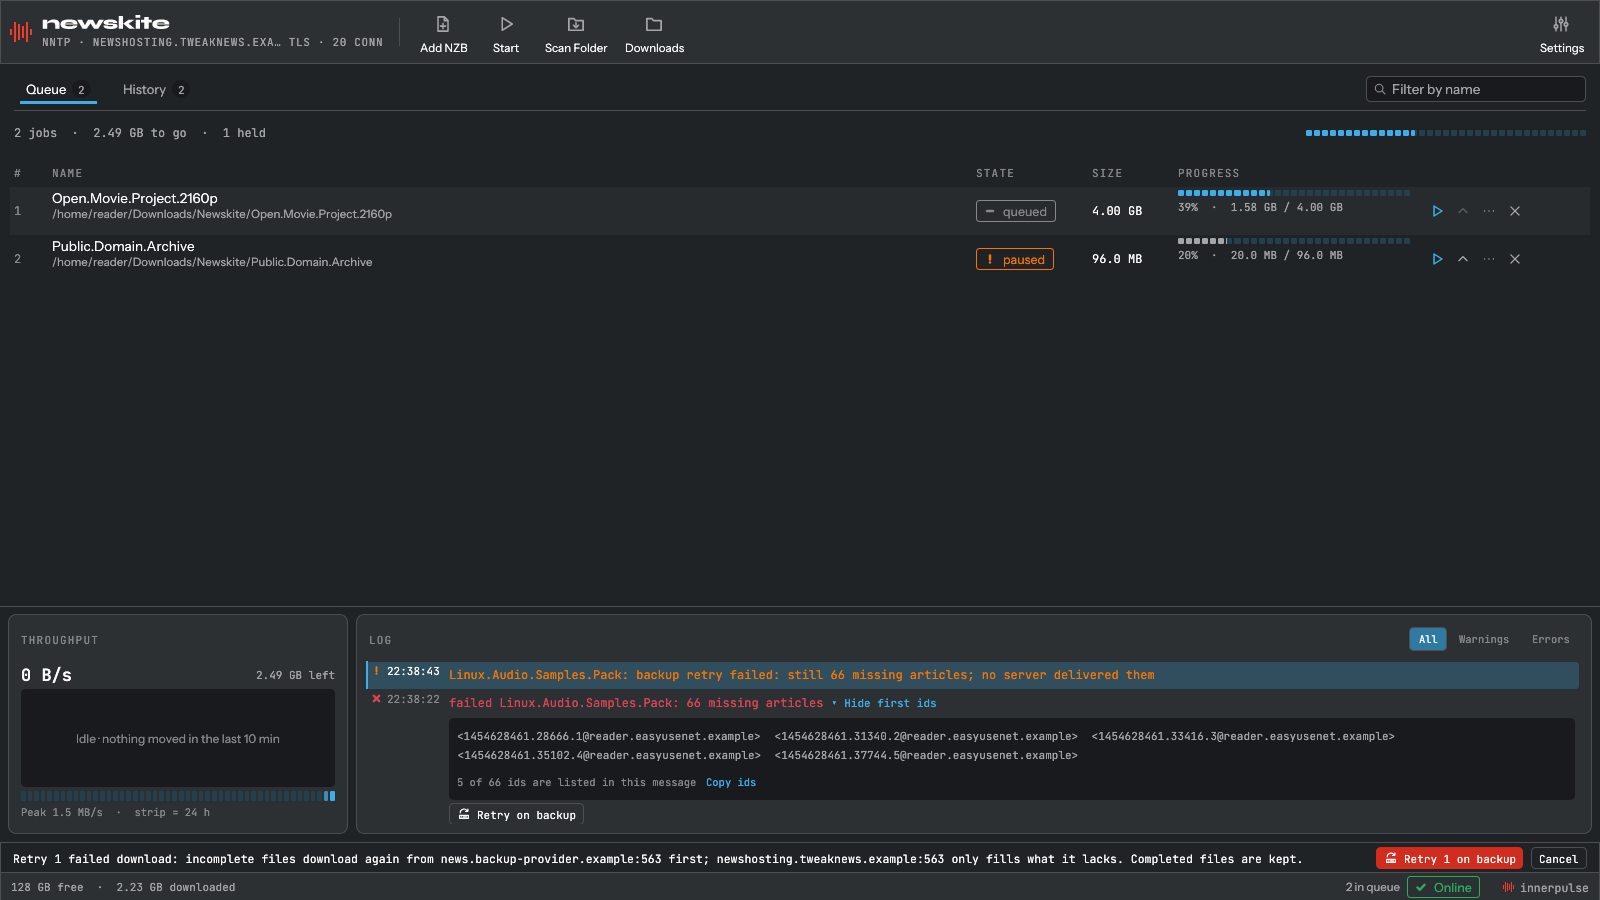 newskite
NNTP · NEWSHOSTING.TWEAKNEWS.EXA… TLS · 20 CONN
Add NZB
Start
Scan Folder
Downloads
Settings
Queue 2
History 2
Filter by name
2 jobs · 2.49 GB to go · 1 held
# NAME STATE SIZE PROGRESS
1
Open.Movie.Project.2160p
/home/reader/Downloads/Newskite/Open.Movie.Project.2160p
queued
4.00 GB
39% · 1.58 GB / 4.00 GB
2
Public.Domain.Archive
/home/reader/Downloads/Newskite/Public.Domain.Archive
! paused
96.0 MB
20% · 20.0 MB / 96.0 MB
THROUGHPUT
0 B/s
2.49 GB left
Idle · nothing moved in the last 10 min
Peak 1.5 MB/s · strip = 24 h
LOG
All
Warnings
Errors
! 22:38:43 Linux.Audio.Samples.Pack: backup retry failed: still 66 missing articles; no server delivered them
22:38:22 failed Linux.Audio.Samples.Pack: 66 missing articles Hide first ids
<1454628461.28666.1@reader.easyusenet.example> <1454628461.31340.2@reader.easyusenet.example> <1454628461.33416.3@reader.easyusenet.example>
<1454628461.35102.4@reader.easyusenet.example> <1454628461.37744.5@reader.easyusenet.example>
5 of 66 ids are listed in this message Copy ids
Retry on backup
Retry 1 failed download: incomplete files download again from news.backup-provider.example:563 first; newshosting.tweaknews.example:563 only fills what it lacks. Completed files are kept.
Retry 1 on backup
Cancel
128 GB free · 2.23 GB downloaded
2 in queue
Online
innerpulse